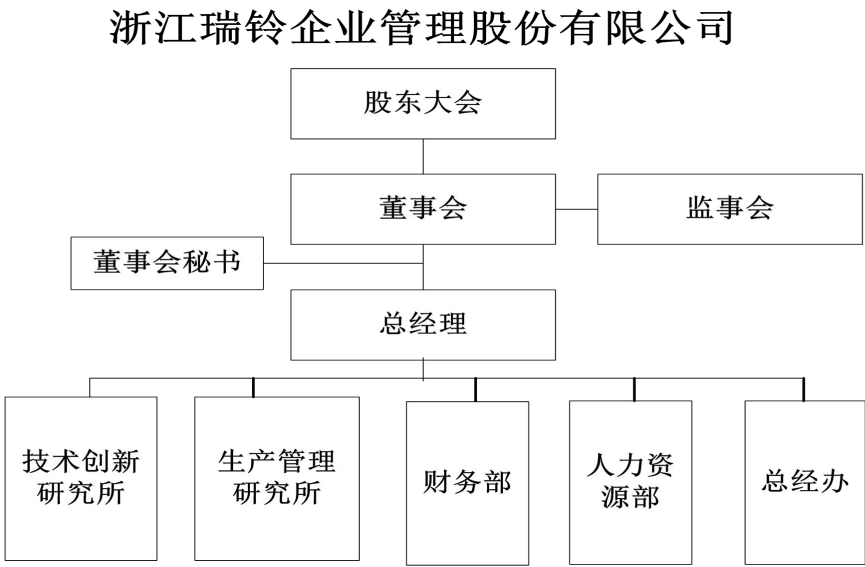 浙江瑞铃企业管理股份有限公司
股东大会
董事会
监事会
董事会秘书
总经理
技术创新
研究所
生产管理
研究所
财务部
人力资
源部
总经办